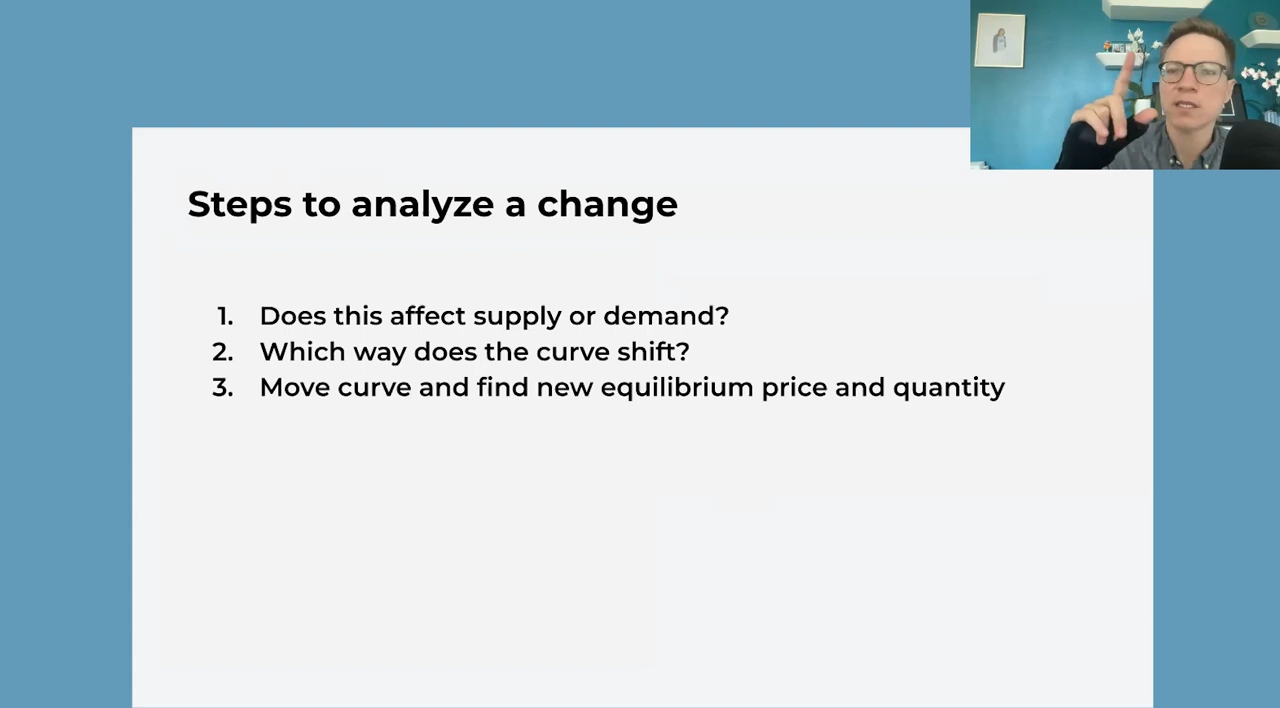 Steps to analyze a change
1. Does this affect supply or demand?
2. Which way does the curve shift?
3. Move curve and find new equilibrium price and quantity